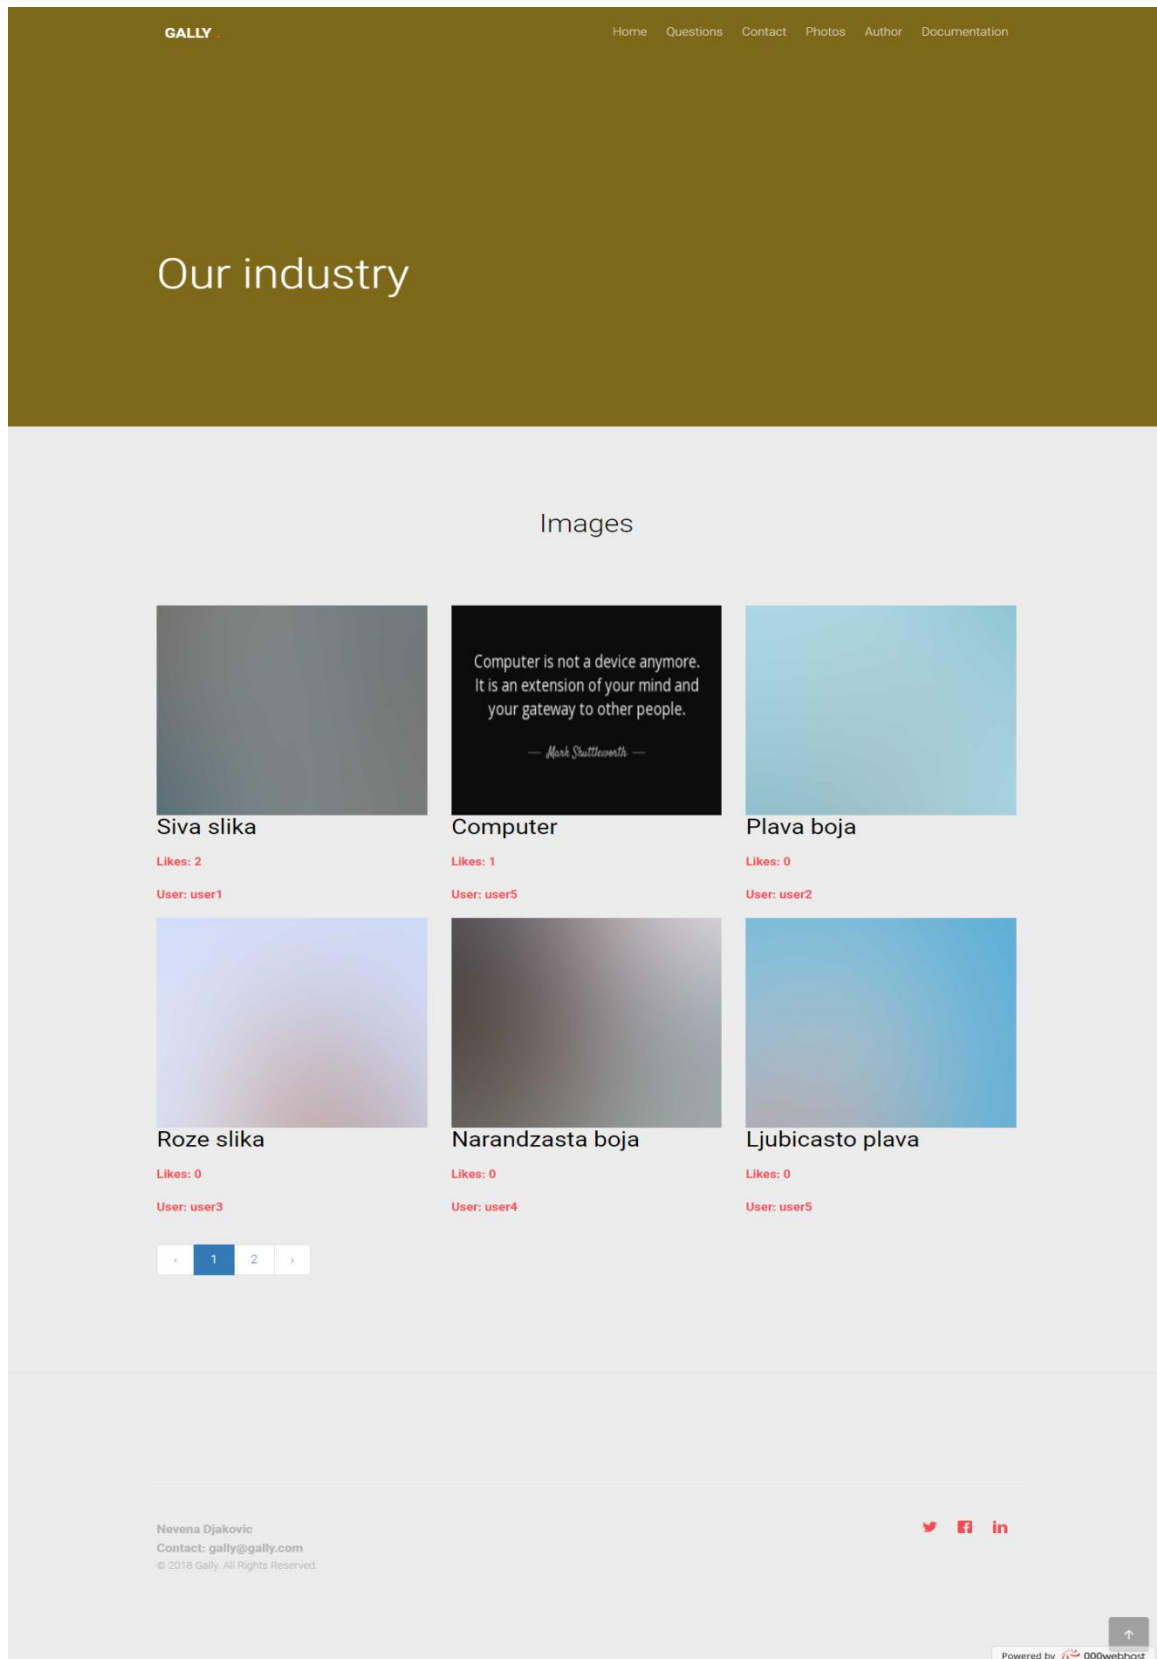 GALLY .
Home Questions Contact Photos Author Documentation
Our industry
Images
Computer is not a device anymore.
It is an extension of your mind and
your gateway to other people.
— Mark Shuttleworth —
Siva slika
Likes: 2
User: user1
Computer
Likes: 1
User: user5
Plava boja
Likes: 0
User: user2
Roze slika
Likes: 0
User: user3
Narandzasta boja
Likes: 0
User: user4
Ljubicasto plava
Likes: 0
User: user5
‹ 1 2 ›
Nevena Djakovic
Contact: gally@gally.com
© 2018 Gally. All Rights Reserved.
Powered by 000webhost